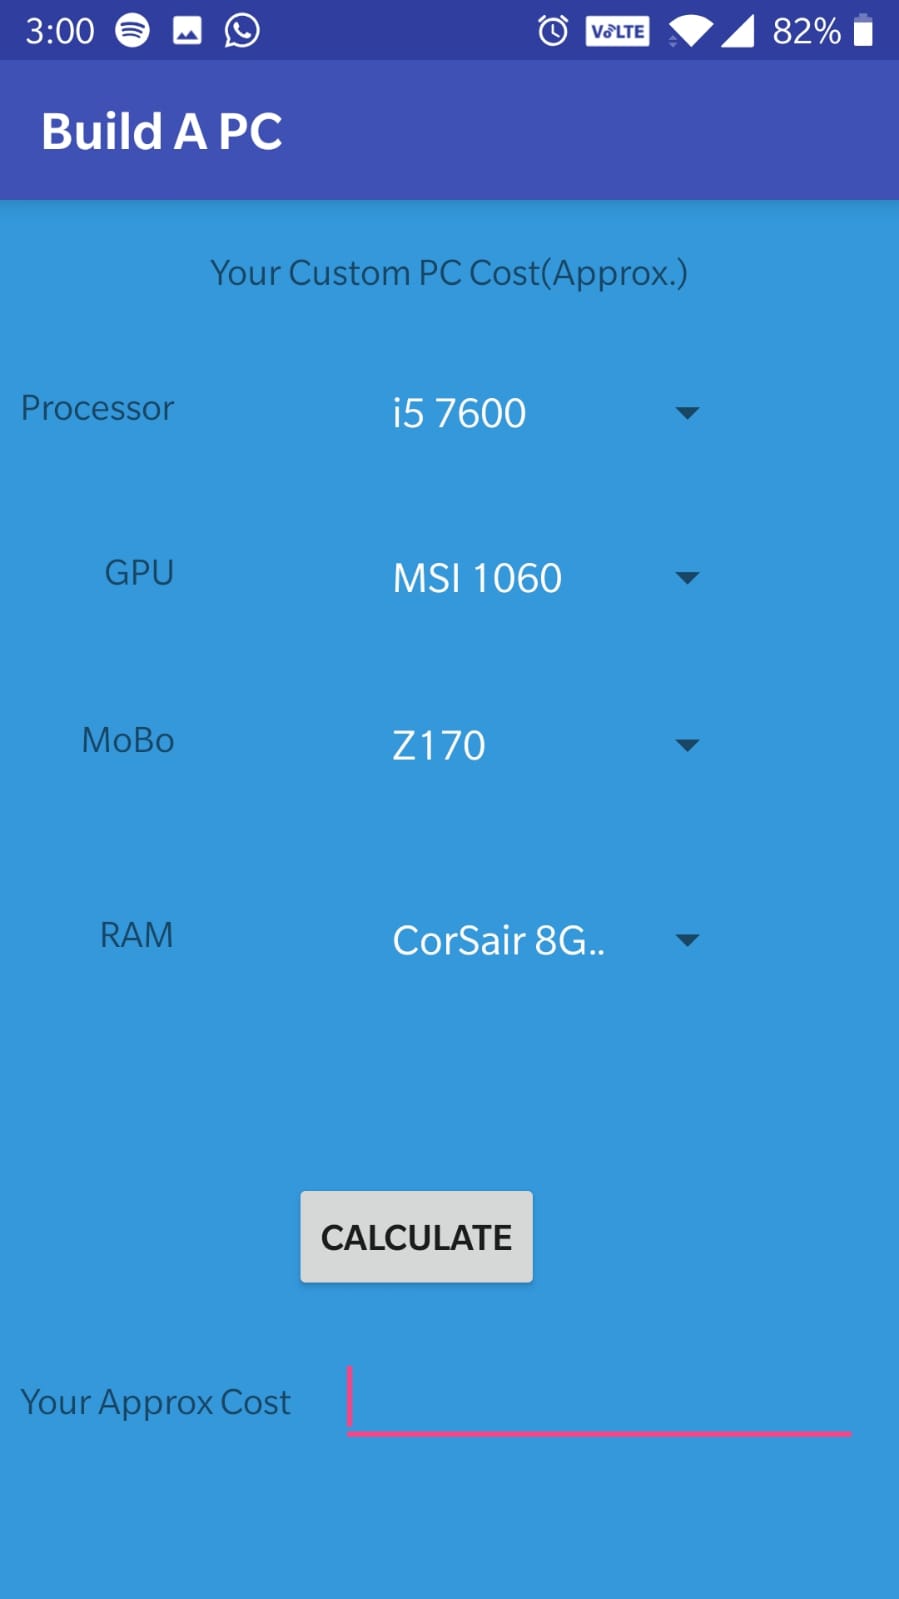 3:00 VoLTE 82%
Build A PC
Your Custom PC Cost(Approx.)
Processor i5 7600
GPU MSI 1060
MoBo Z170
RAM CorSair 8G..
CALCULATE
Your Approx Cost